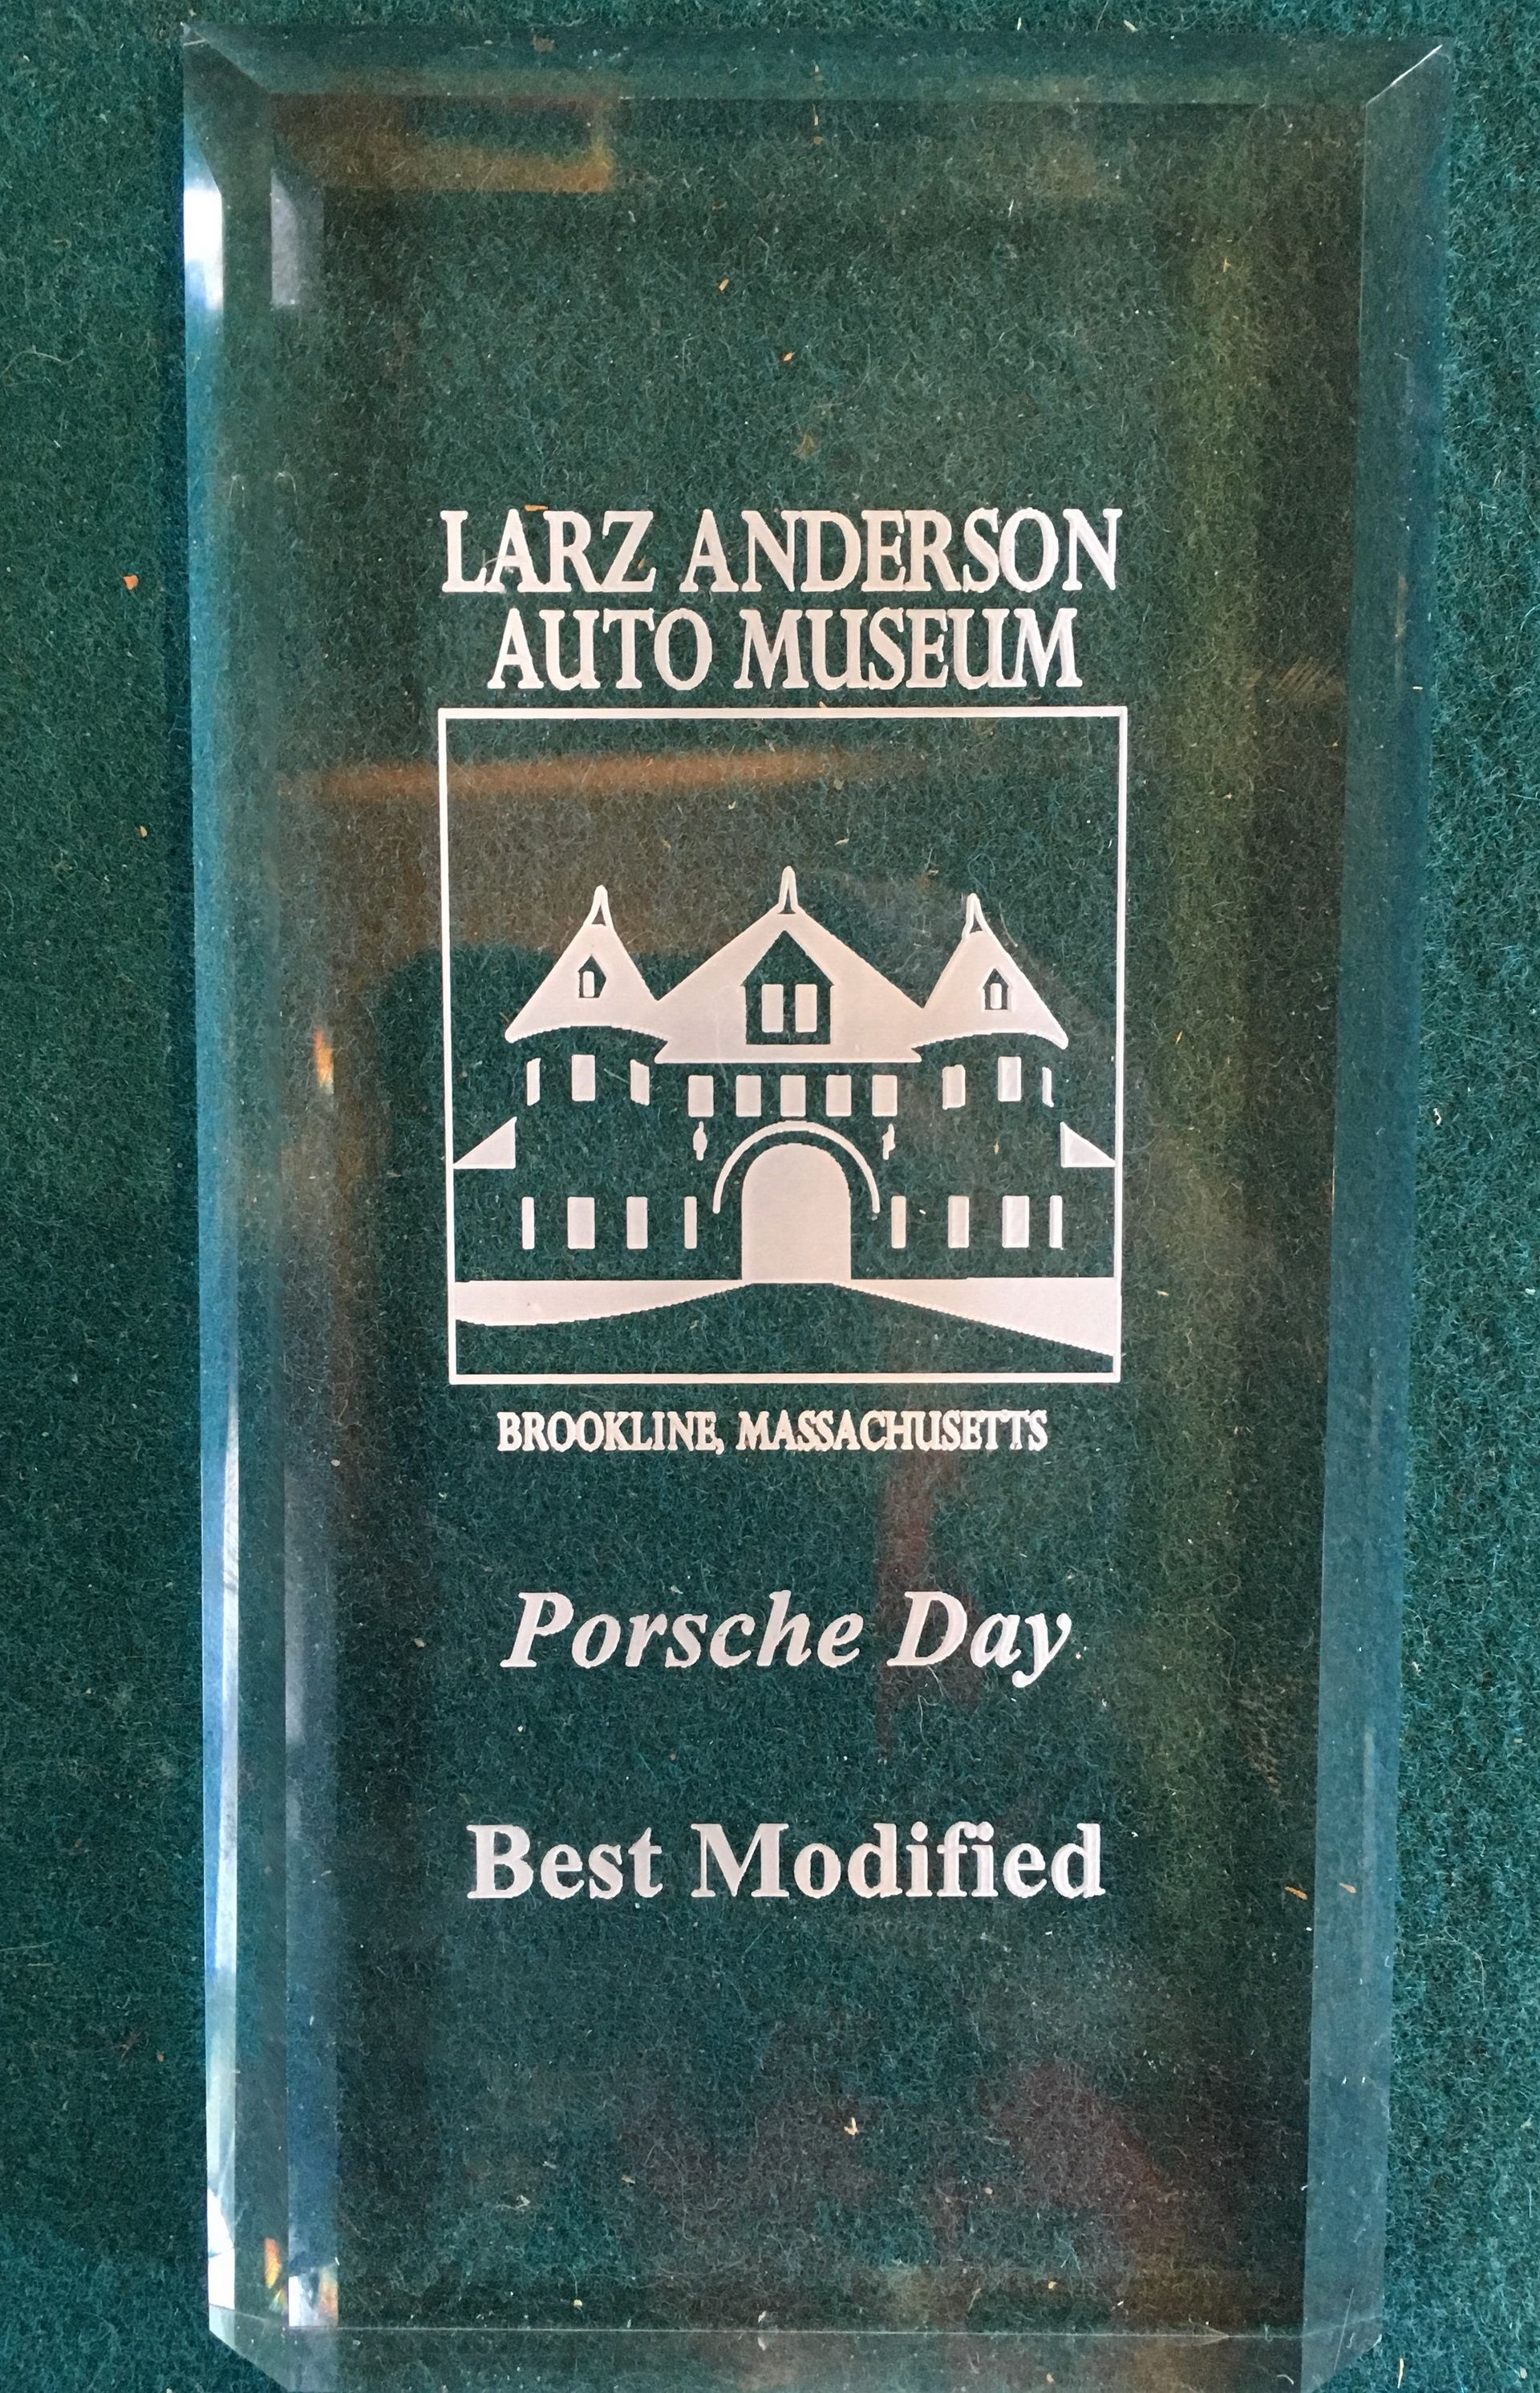 LARZ ANDERSON
AUTO MUSEUM
BROOKLINE, MASSACHUSETTS
Porsche Day
Best Modified